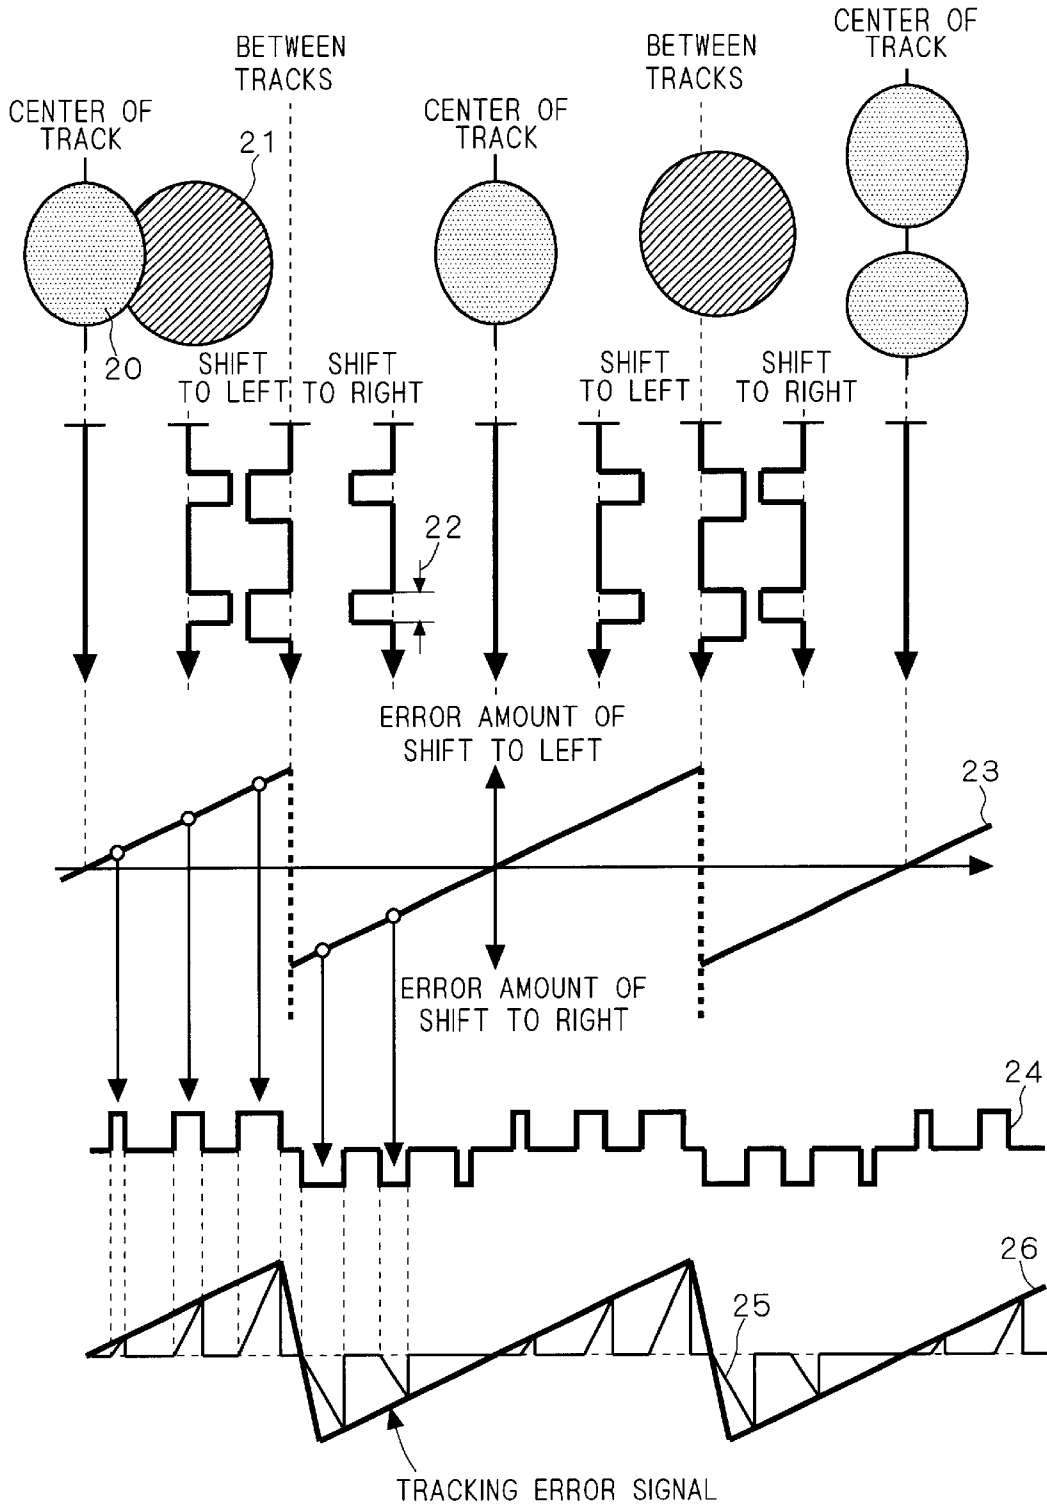 CENTER OF
TRACK
BETWEEN
TRACKS
BETWEEN
TRACKS
CENTER OF
TRACK
21
CENTER OF
TRACK
20
SHIFT
TO LEFT
SHIFT
TO RIGHT
SHIFT
TO LEFT
SHIFT
TO RIGHT
22
ERROR AMOUNT OF
SHIFT TO LEFT
23
ERROR AMOUNT OF
SHIFT TO RIGHT
24
25
26
TRACKING ERROR SIGNAL